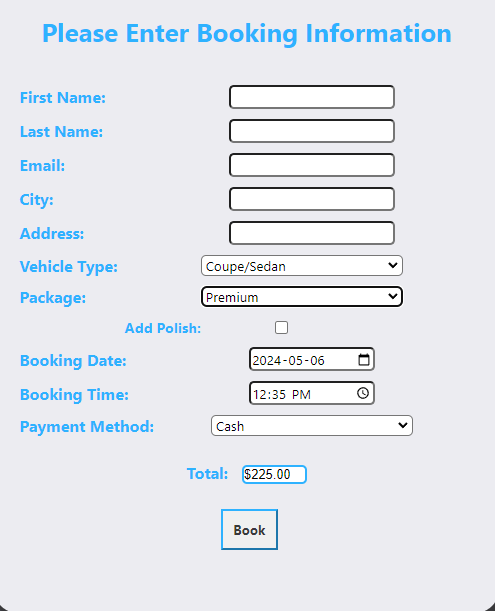 Please Enter Booking Information
First Name:
Last Name:
Email:
City:
Address:
Vehicle Type: Coupe/Sedan
Package: Premium
Add Polish:
Booking Date: 2024-05-06
Booking Time: 12:35 PM
Payment Method: Cash
Total: $225.00
Book